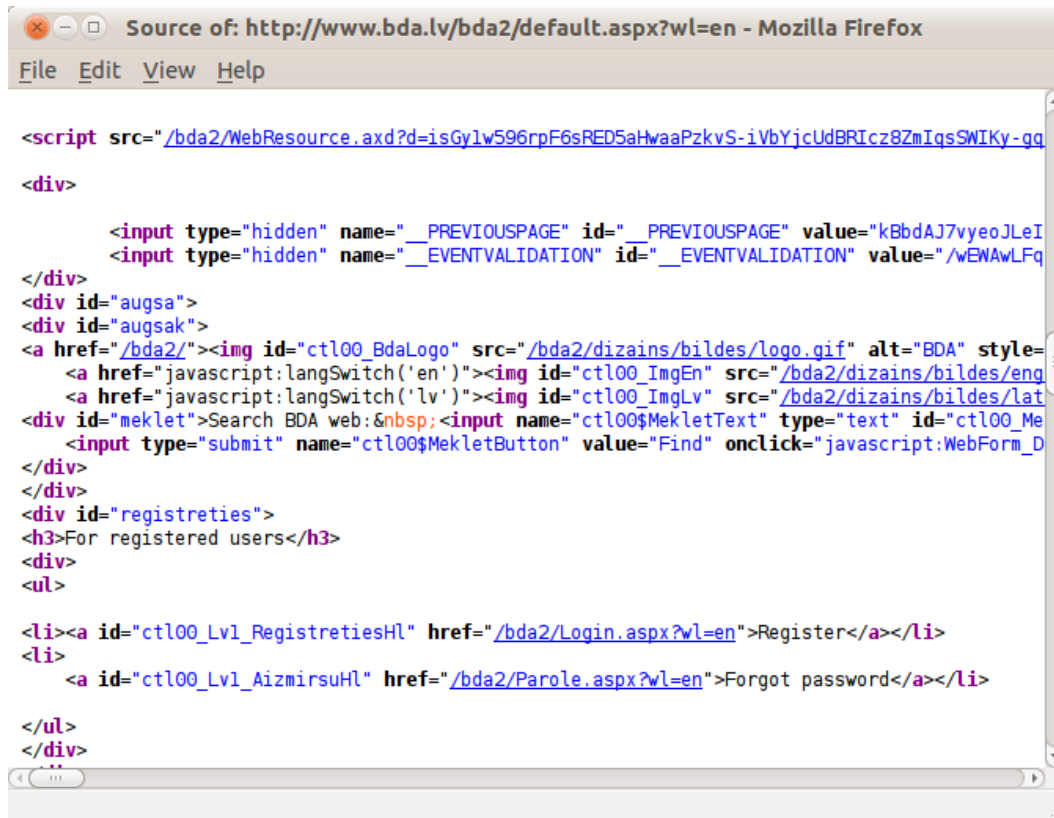 Source of: http://www.bda.lv/bda2/default.aspx?wl=en - Mozilla Firefox
File Edit View Help
<script src="/bda2/WebResource.axd?d=isGylw596rpF6sRED5aHwaaPzkvS-iVbYjcUdBRIcz8ZmIqsSWIKy-gq
<div>
<input type="hidden" name="__PREVIOUSPAGE" id="__PREVIOUSPAGE" value="kBbdAJ7vyeoJLeI
<input type="hidden" name="__EVENTVALIDATION" id="__EVENTVALIDATION" value="/wEWAwLFq
</div>
<div id="augsa">
<div id="augsak">
<a href="/bda2/"><img id="ctl00_BdaLogo" src="/bda2/dizains/bildes/logo.gif" alt="BDA" style=
<a href="javascript:langSwitch('en')"><img id="ctl00_ImgEn" src="/bda2/dizains/bildes/eng
<a href="javascript:langSwitch('lv')"><img id="ctl00_ImgLv" src="/bda2/dizains/bildes/lat
<div id="meklet">Search BDA web:&nbsp;<input name="ctl00$MekletText" type="text" id="ctl00_Me
<input type="submit" name="ctl00$MekletButton" value="Find" onclick="javascript:WebForm_D
</div>
</div>
<div id="registreties">
<h3>For registered users</h3>
<div>
<ul>
<li><a id="ctl00_Lv1_RegistretiesHl" href="/bda2/Login.aspx?wl=en">Register</a></li>
<li>
<a id="ctl00_Lv1_AizmirsuHl" href="/bda2/Parole.aspx?wl=en">Forgot password</a></li>
</ul>
</div>